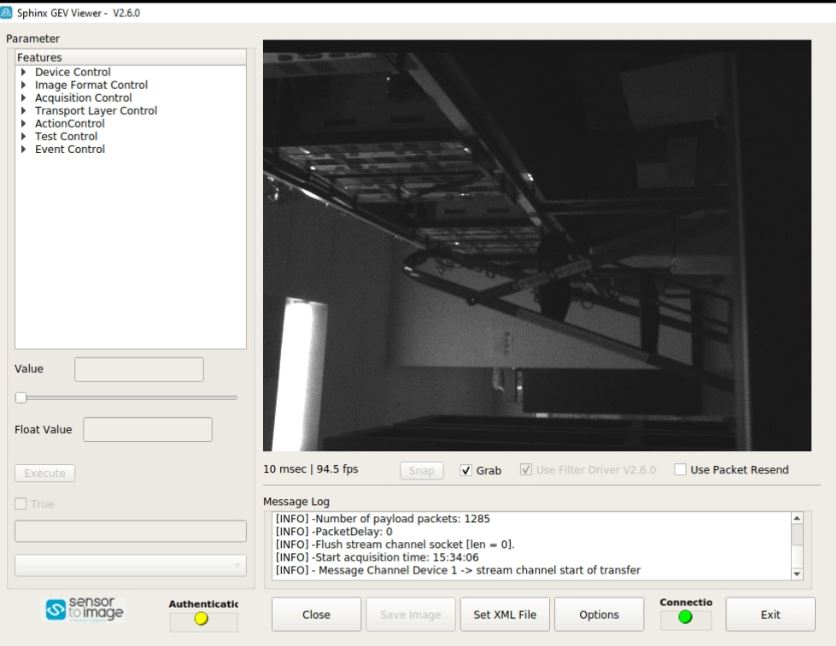 Sphinx GEV Viewer - V2.6.0
Parameter
Features
Device Control
Image Format Control
Acquisition Control
Transport Layer Control
ActionControl
Test Control
Event Control
Value
Float Value
Execute
True
10 msec | 94.5 fps
Snap
Grab
Use Filter Driver V2.6.0
Use Packet Resend
Message Log
[INFO] -Number of payload packets: 1285
[INFO] -PacketDelay: 0
[INFO] -Flush stream channel socket [len = 0].
[INFO] -Start acquisition time: 15:34:06
[INFO] - Message Channel Device 1 -> stream channel start of transfer
sensor
to image
Authenticatic
Close
Save Image
Set XML File
Options
Connectio
Exit